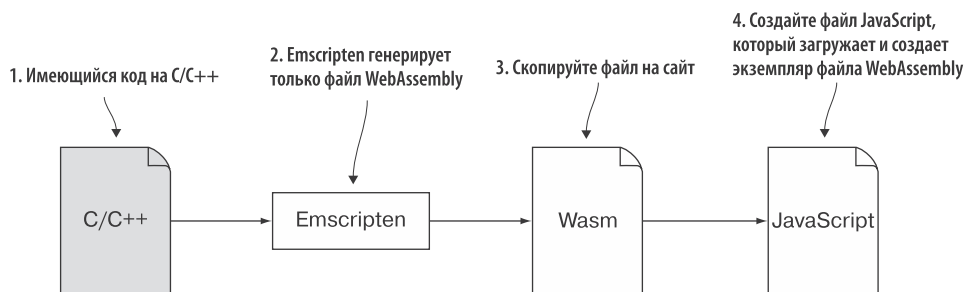 1. Имеющийся код на C/C++
2. Emscripten генерирует
только файл WebAssembly
3. Скопируйте файл на сайт
4. Создайте файл JavaScript,
который загружает и создает
экземпляр файла WebAssembly
C/C++
Emscripten
Wasm
JavaScript